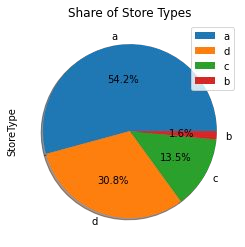 Share of Store Types
a
a
d
c
b
54.2%
StoreType
1.6%
b
13.5%
30.8%
c
d